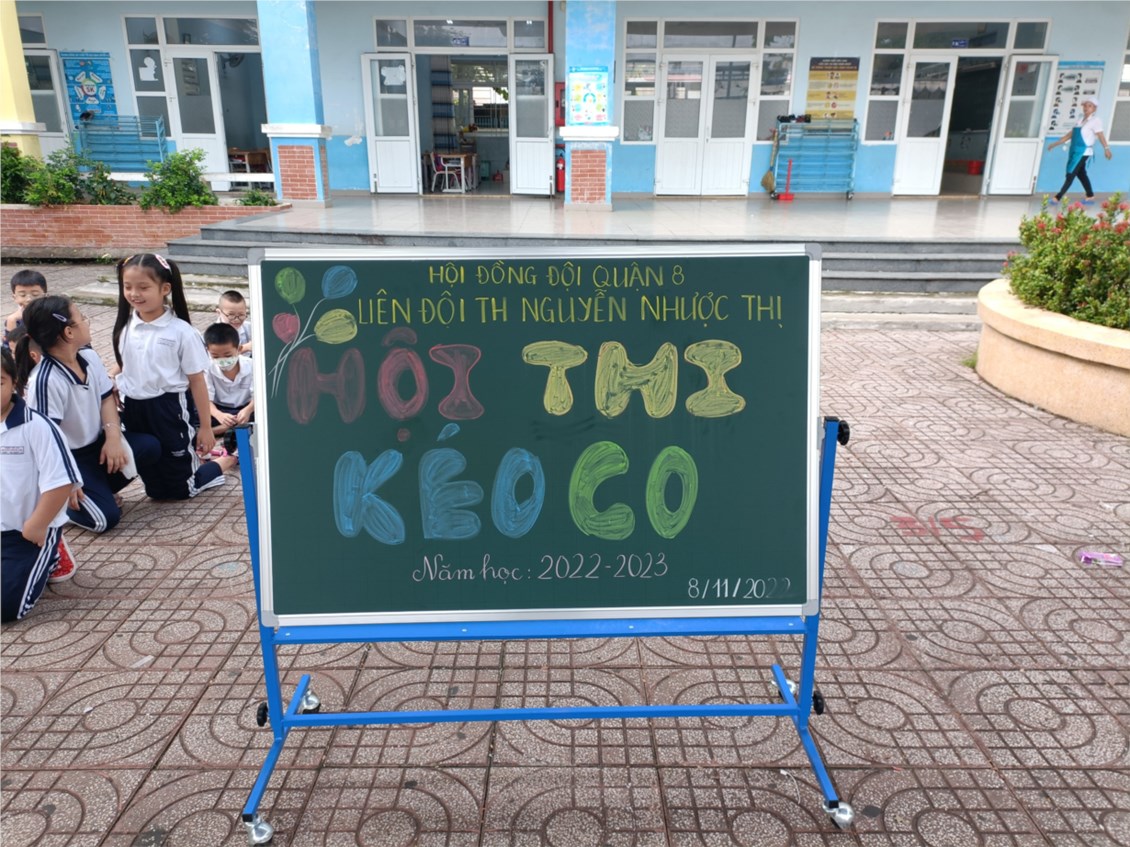 HỘI ĐỒNG ĐỘI QUẬN 8
LIÊN ĐỘI TH NGUYỄN NHƯỢC THỊ
HỘI THI
KÉO CO
Năm học: 2022-2023
8/11/2022